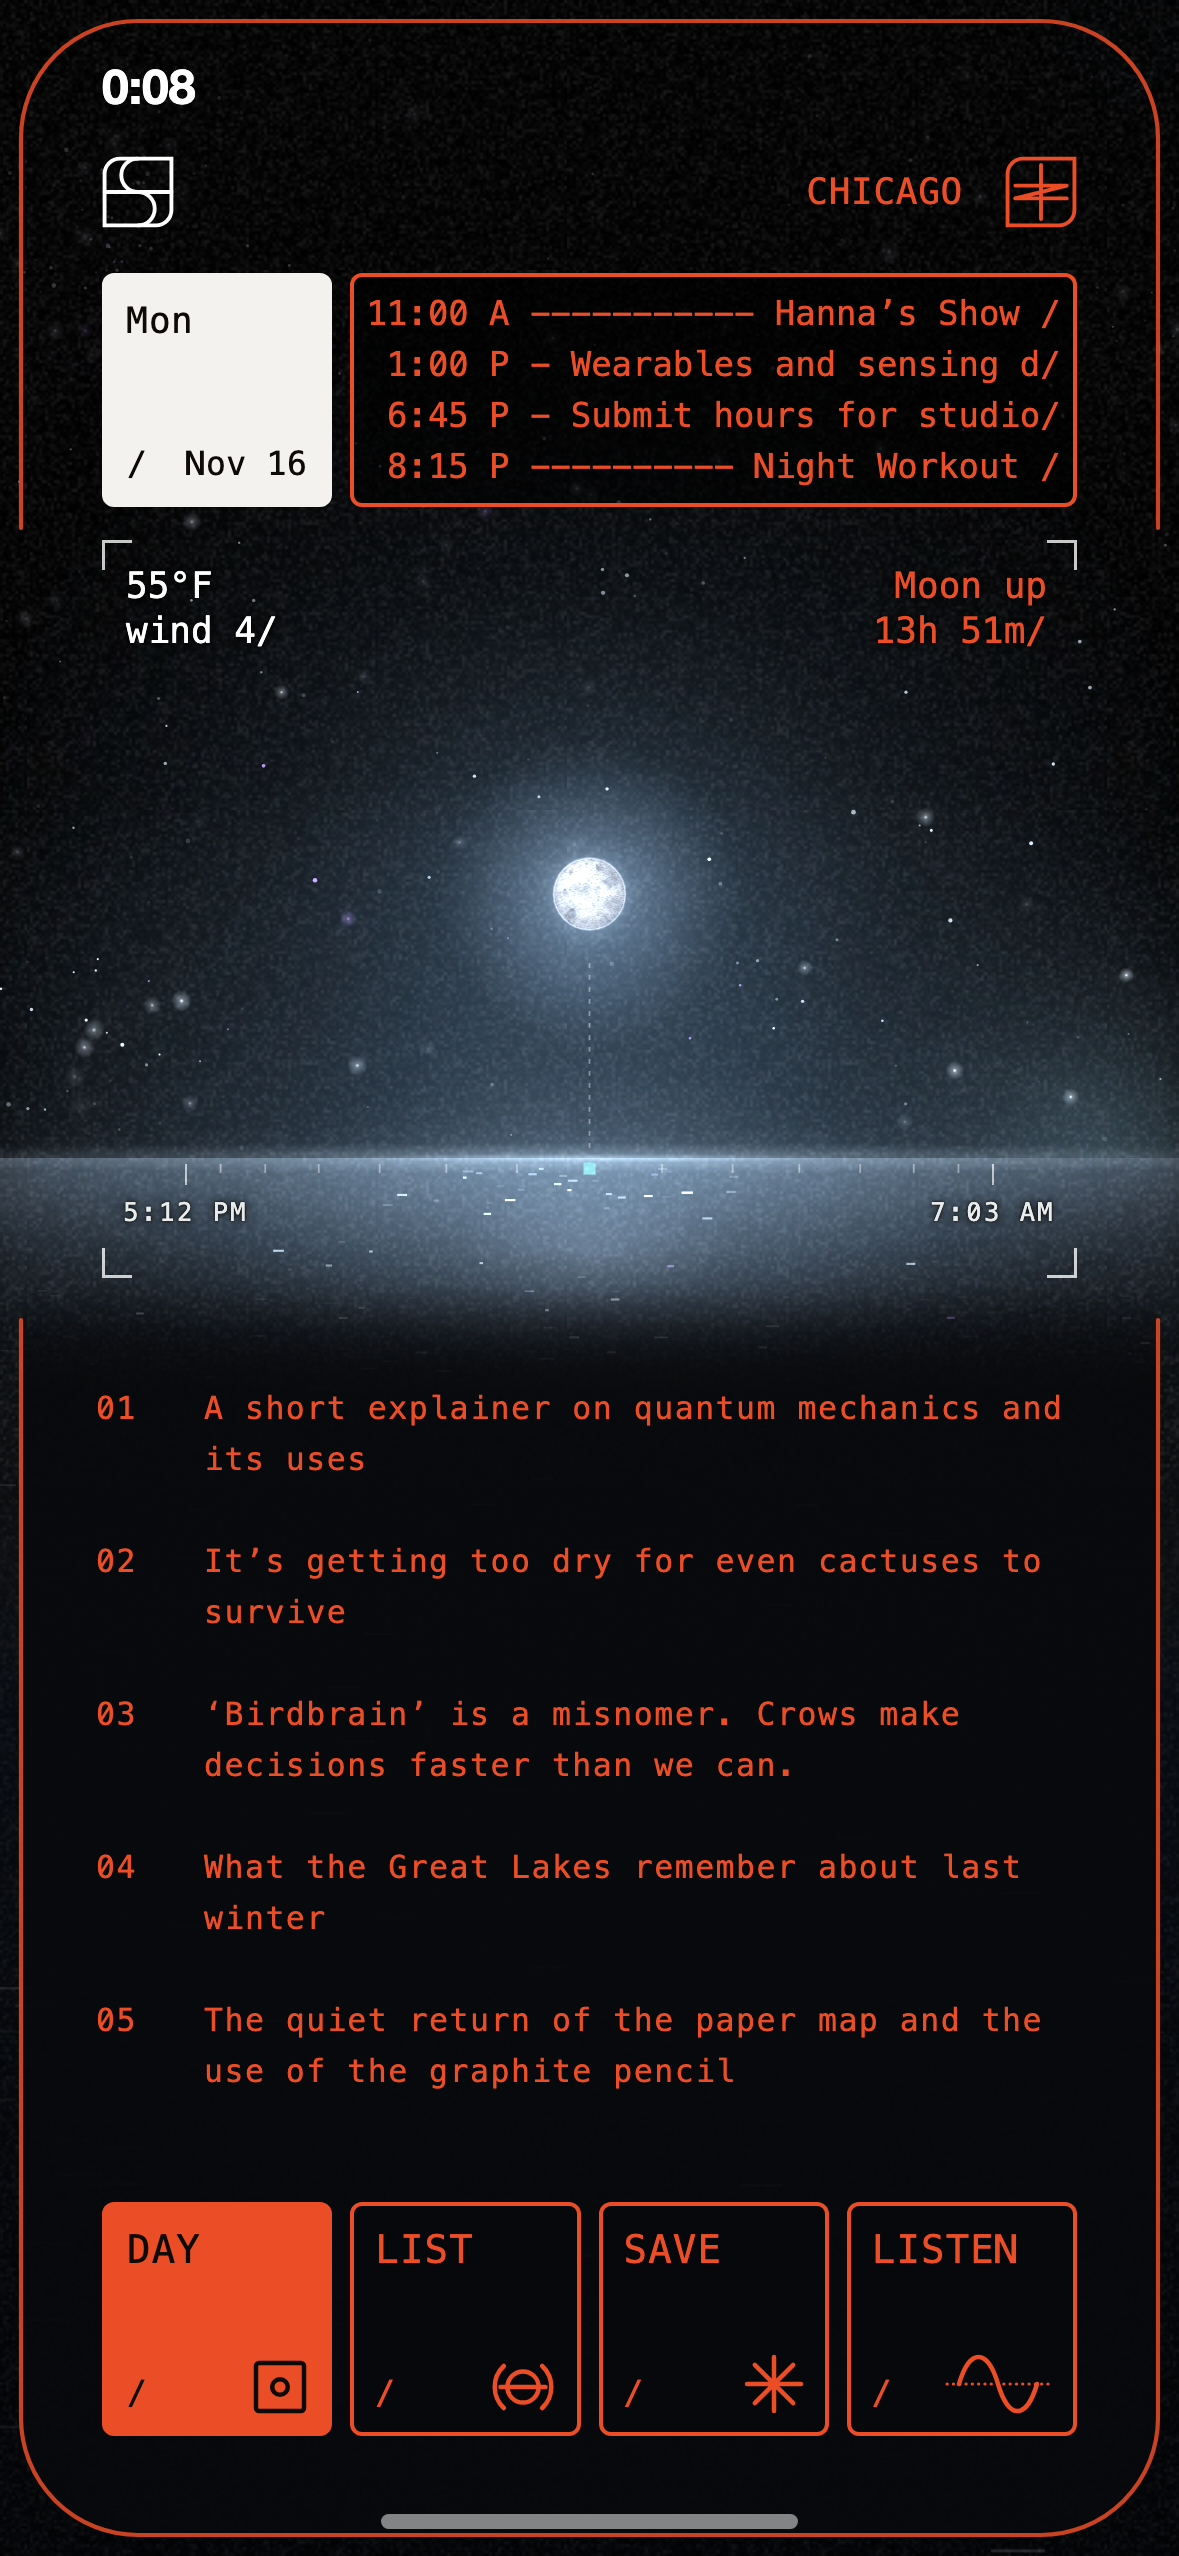 0:08
CHICAGO
Mon
/ Nov 16
11:00 A ––––––––––– Hanna’s Show /
1:00 P – Wearables and sensing d/
6:45 P – Submit hours for studio/
8:15 P –––––––––– Night Workout /
55°F
wind 4/
Moon up
13h 51m/
5:12 PM
7:03 AM
01 A short explainer on quantum mechanics and
its uses
02 It’s getting too dry for even cactuses to
survive
03 ‘Birdbrain’ is a misnomer. Crows make
decisions faster than we can.
04 What the Great Lakes remember about last
winter
05 The quiet return of the paper map and the
use of the graphite pencil
DAY
/
LIST
/
SAVE
/
LISTEN
/